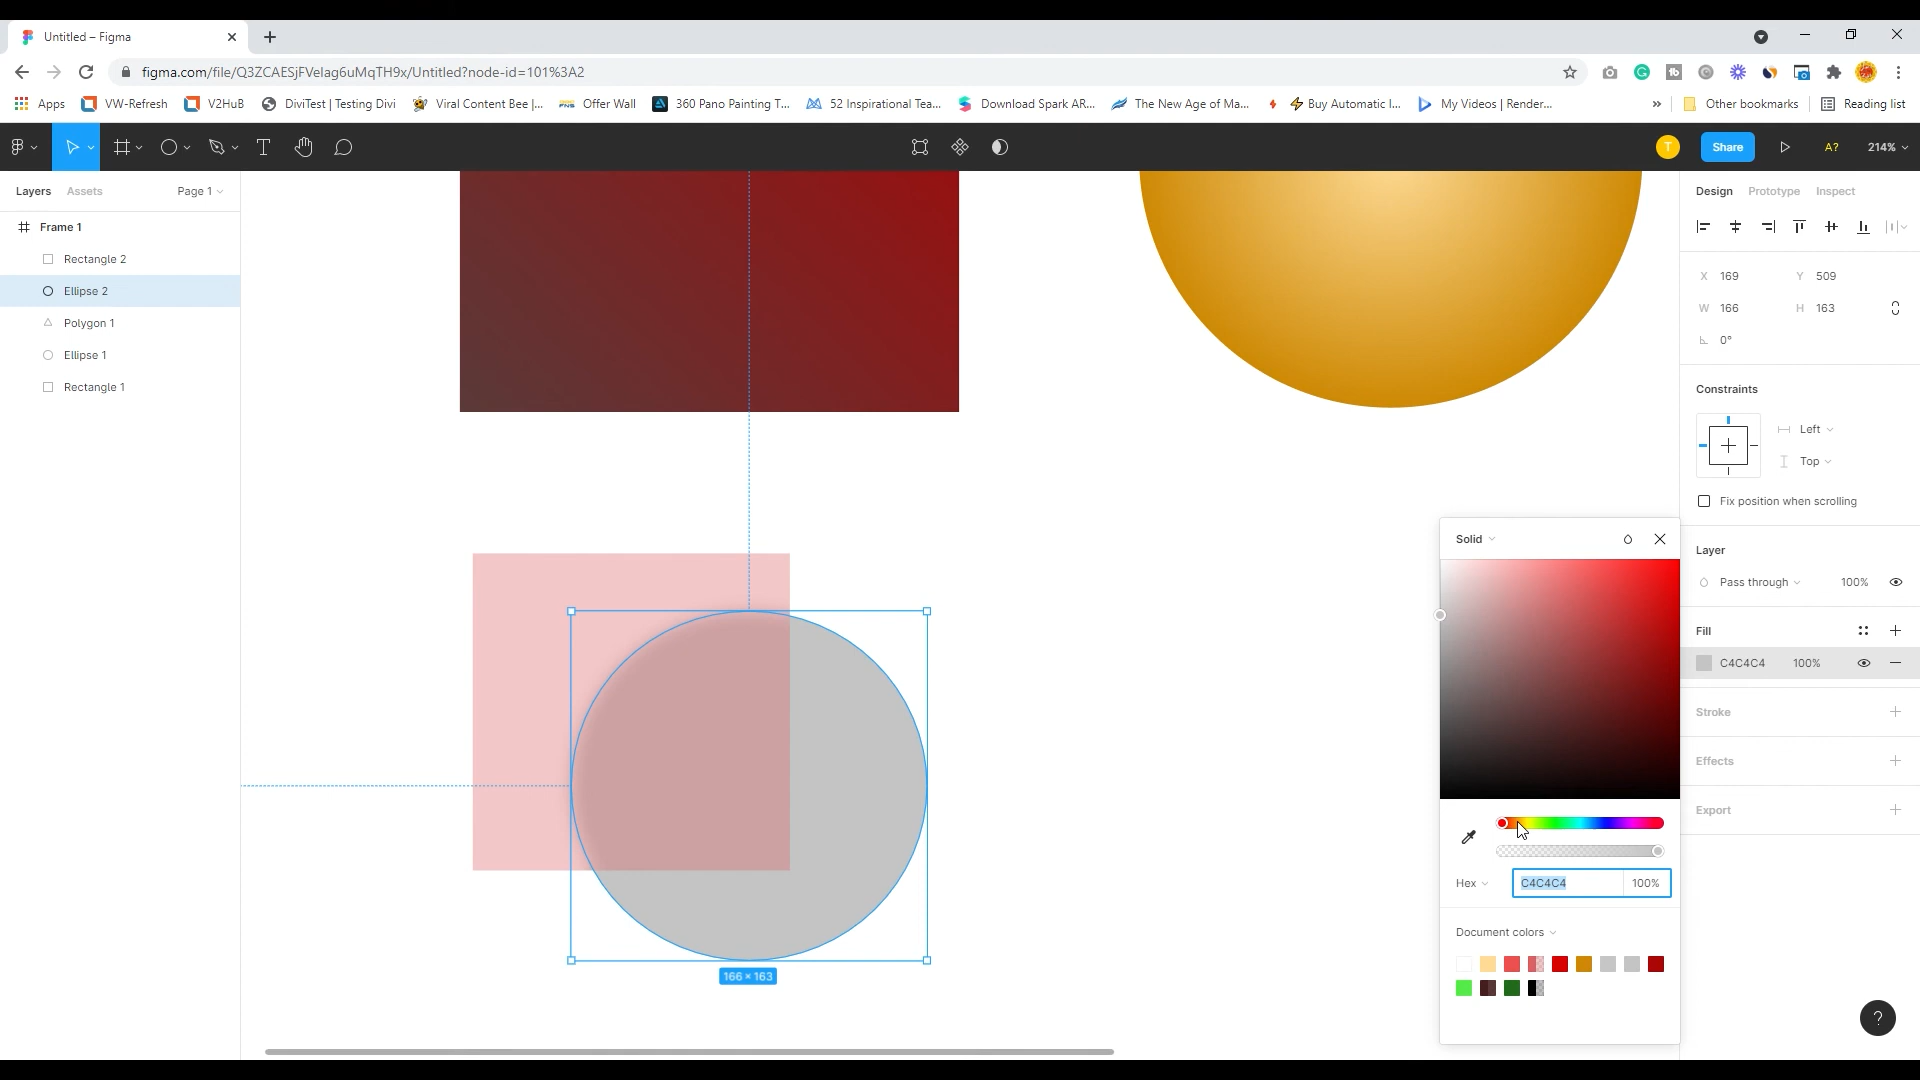 Untitled – Figma
figma.com/file/Q3ZCAESjFVelag6uMqTH9x/Untitled?node-id=101%3A2
Apps VW-Refresh V2HuB DiviTest | Testing Divi Viral Content Bee |... Offer Wall 360 Pano Painting T... 52 Inspirational Tea... Download Spark AR... The New Age of Ma... Buy Automatic I... My Videos | Render... » Other bookmarks Reading list
T Share A? 214%
Layers Assets Page 1
Frame 1
Rectangle 2
Ellipse 2
Polygon 1
Ellipse 1
Rectangle 1
166 × 163
Design Prototype Inspect
X 169 Y 509
W 166 H 163
0°
Constraints
Left
Top
Fix position when scrolling
Layer
Pass through 100%
Fill
C4C4C4 100%
Stroke
Effects
Export
Solid
Hex C4C4C4 100%
Document colors
?